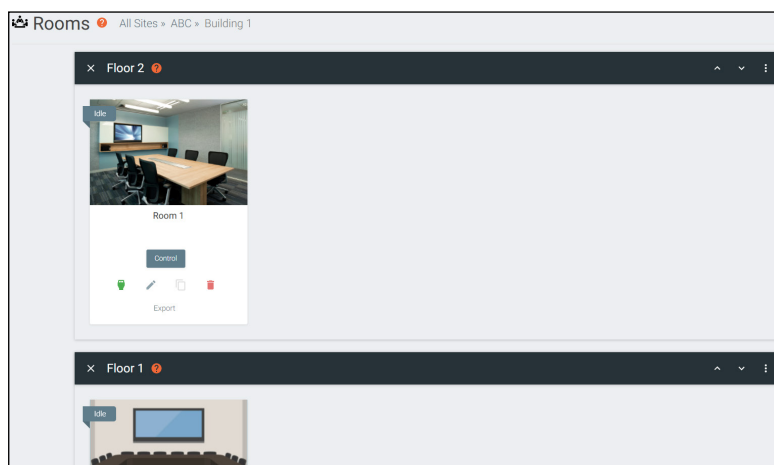 Rooms ? All Sites » ABC » Building 1
× Floor 2 ?
Idle
Room 1
Control
Export
× Floor 1 ?
Idle